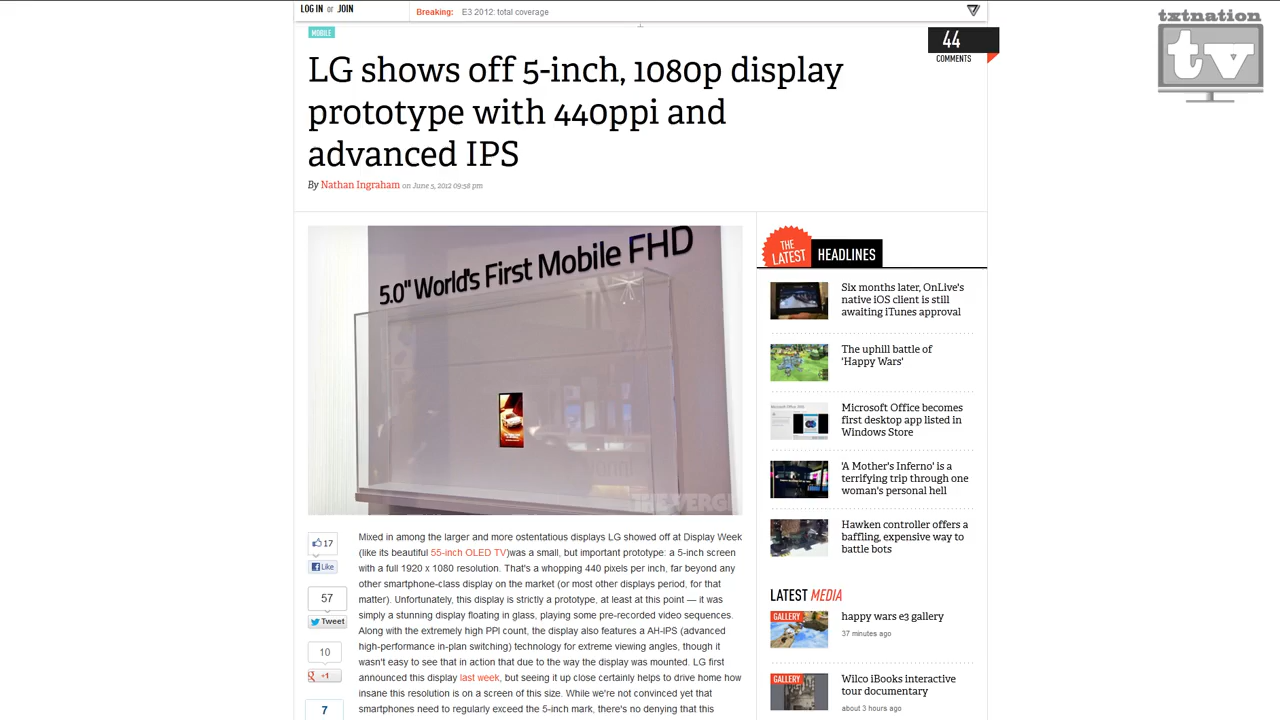 LOG IN or JOIN
Breaking: E3 2012: total coverage
txtnation
tv
MOBILE
44
COMMENTS
LG shows off 5-inch, 1080p display
prototype with 440ppi and
advanced IPS
By Nathan Ingraham on June 5, 2012 09:58 pm
5.0" World's First Mobile FHD
THE VERGE
17
Like
57
Tweet
10
+1
7
Mixed in among the larger and more ostentatious displays LG showed off at Display Week
(like its beautiful 55-inch OLED TV)was a small, but important prototype: a 5-inch screen
with a full 1920 x 1080 resolution. That's a whopping 440 pixels per inch, far beyond any
other smartphone-class display on the market (or most other displays period, for that
matter). Unfortunately, this display is strictly a prototype, at least at this point — it was
simply a stunning display floating in glass, playing some pre-recorded video sequences.
Along with the extremely high PPI count, the display also features a AH-IPS (advanced
high-performance in-plan switching) technology for extreme viewing angles, though it
wasn't easy to see that in action that due to the way the display was mounted. LG first
announced this display last week, but seeing it up close certainly helps to drive home how
insane this resolution is on a screen of this size. While we're not convinced yet that
smartphones need to regularly exceed the 5-inch mark, there's no denying that this
THE LATEST HEADLINES
Six months later, OnLive's
native iOS client is still
awaiting iTunes approval
The uphill battle of
'Happy Wars'
Microsoft Office becomes
first desktop app listed in
Windows Store
'A Mother's Inferno' is a
terrifying trip through one
woman's personal hell
Hawken controller offers a
baffling, expensive way to
battle bots
LATEST MEDIA
GALLERY
happy wars e3 gallery
37 minutes ago
GALLERY
Wilco iBooks interactive
tour documentary
about 3 hours ago